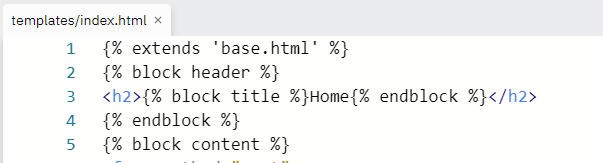 templates/index.html ×
1 {% extends 'base.html' %}
2 {% block header %}
3 <h2>{% block title %}Home{% endblock %}</h2>
4 {% endblock %}
5 {% block content %}